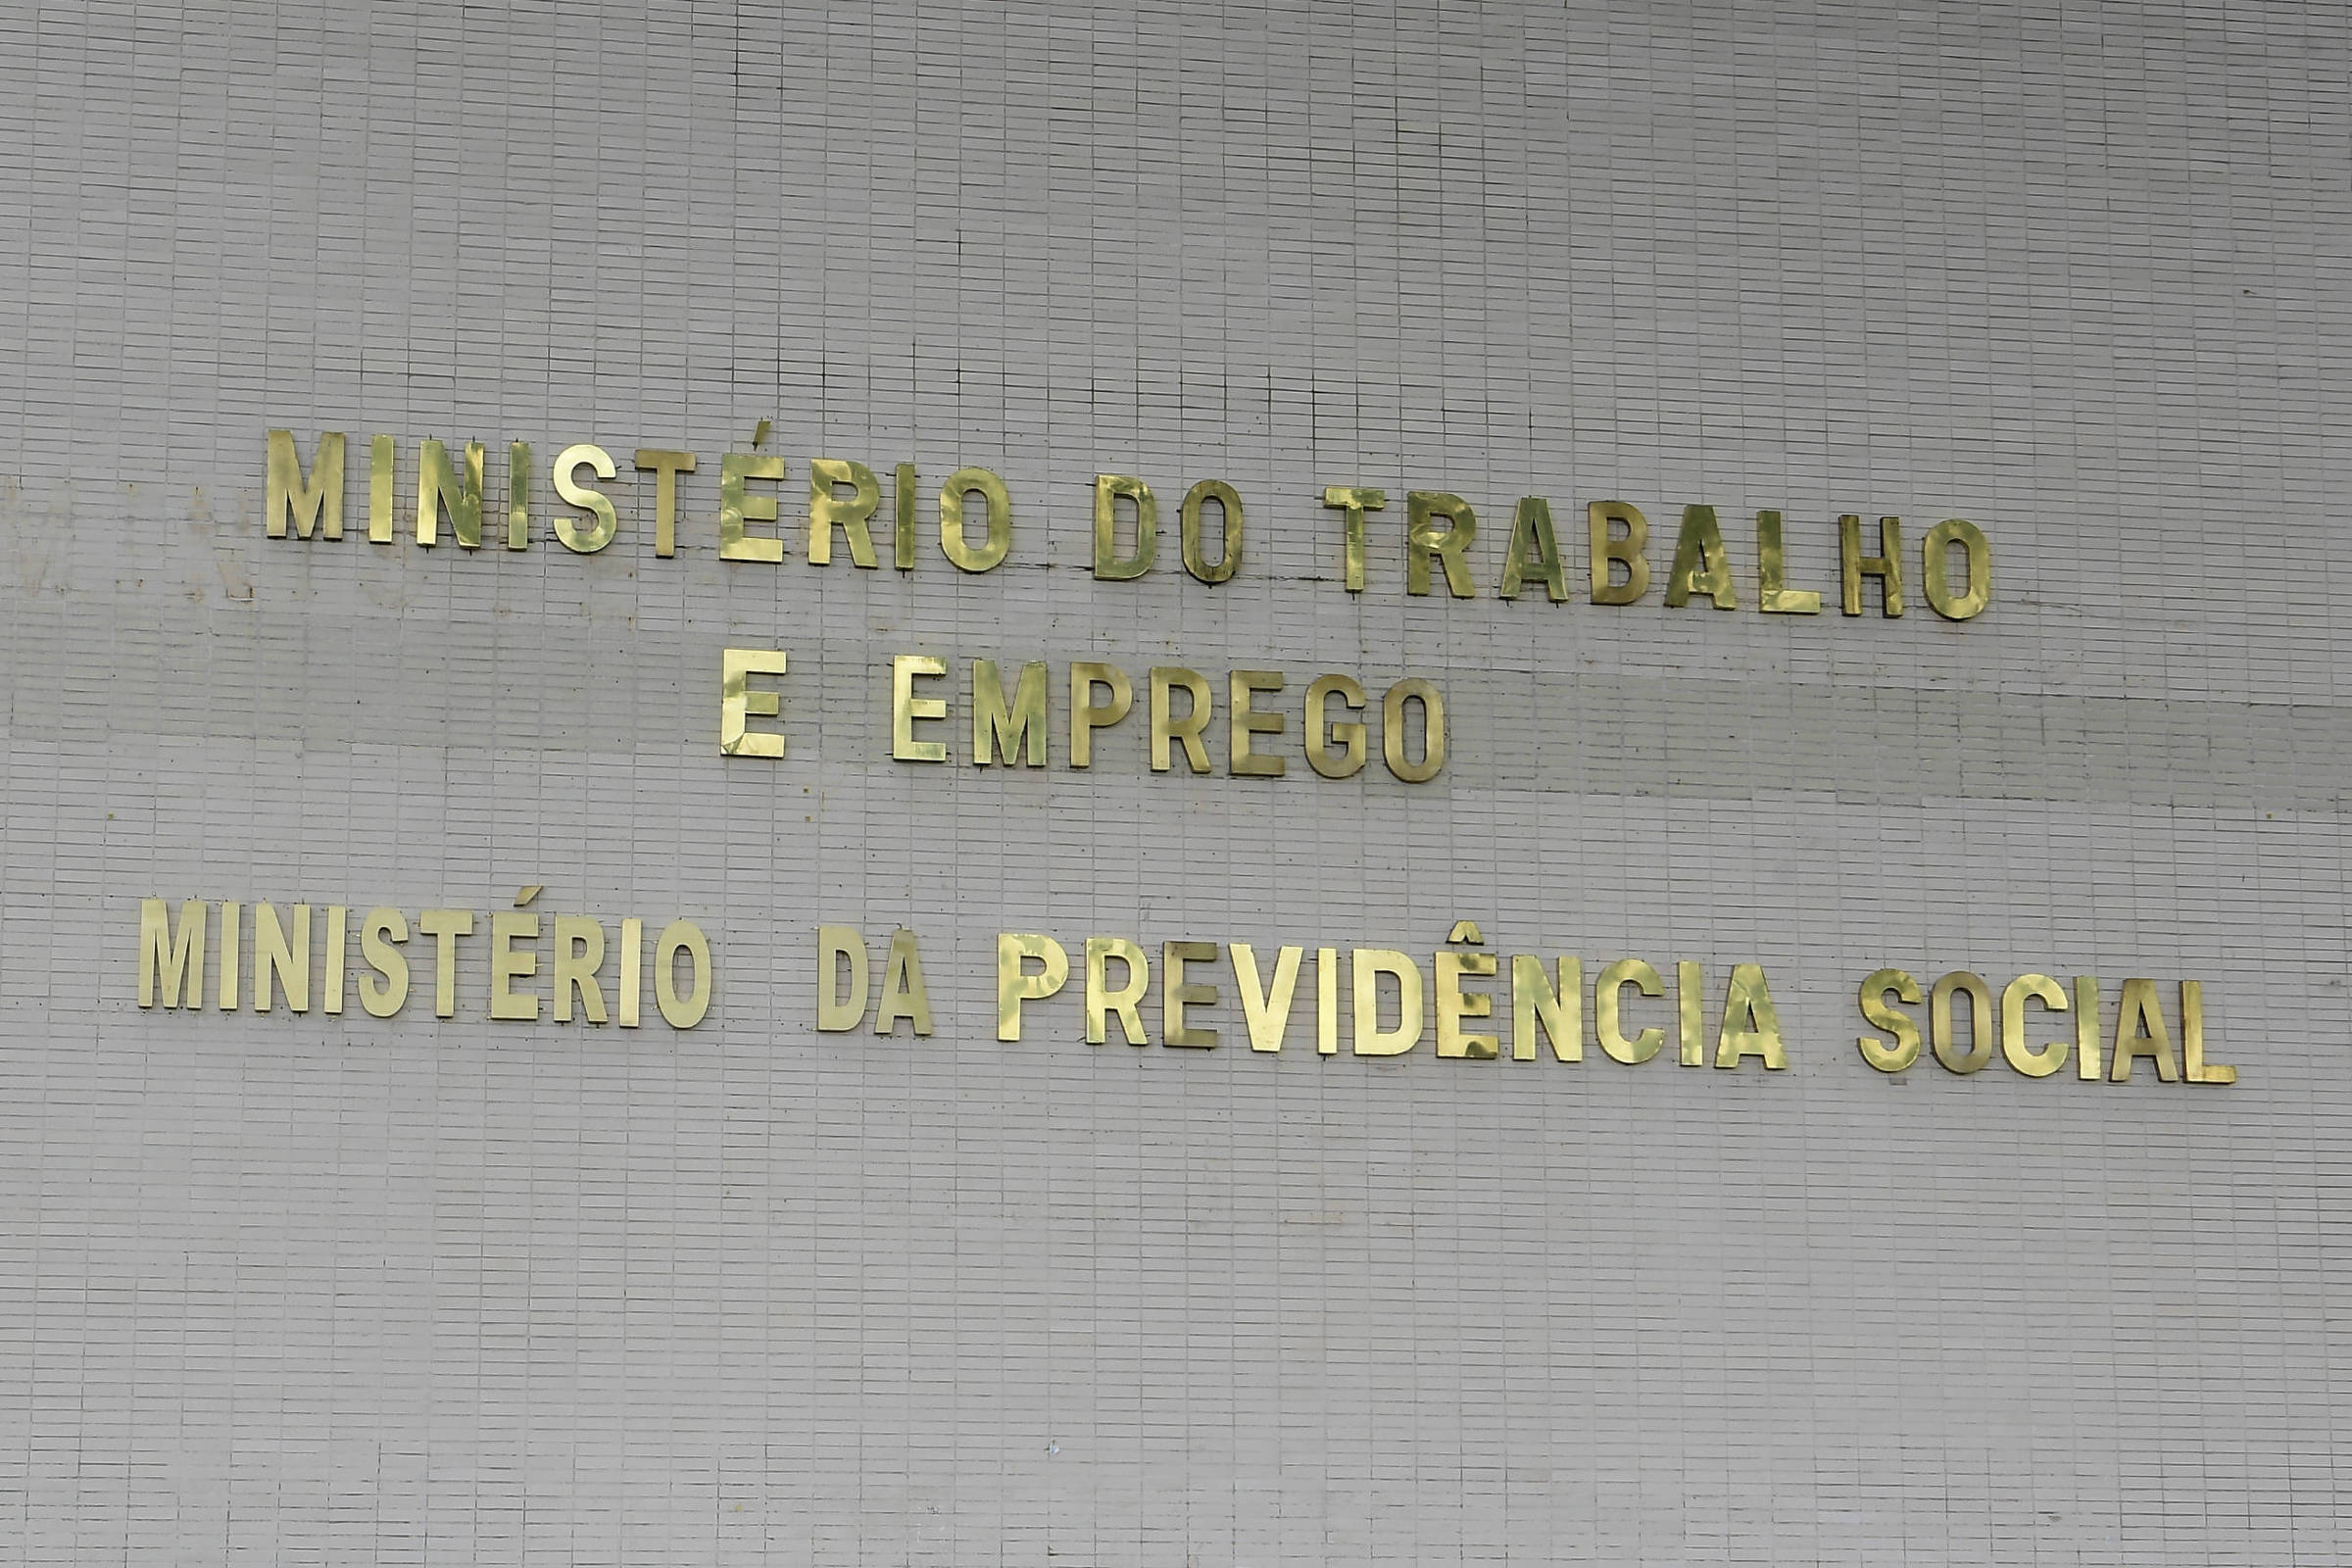 MINISTÉRIO DO TRABALHO
E EMPREGO
MINISTÉRIO DA PREVIDÊNCIA SOCIAL